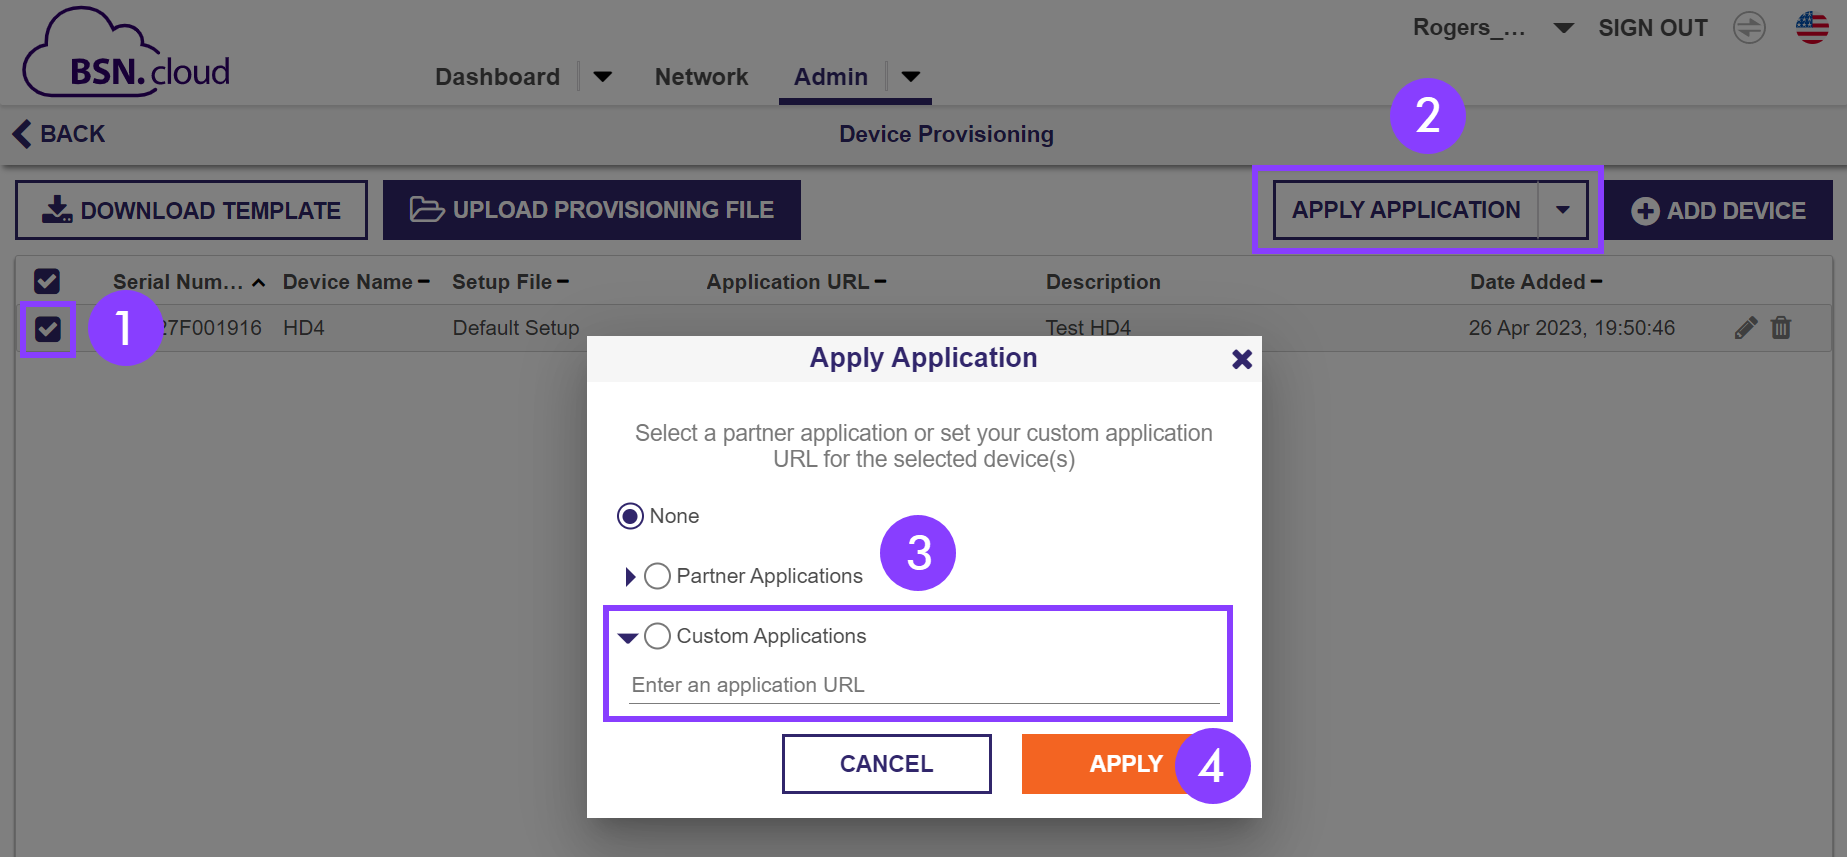 BSN.cloud
Dashboard Network Admin
Rogers_... SIGN OUT
BACK
Device Provisioning
2
DOWNLOAD TEMPLATE
UPLOAD PROVISIONING FILE
APPLY APPLICATION
ADD DEVICE
Serial Num... Device Name Setup File Application URL Description Date Added
1
27F001916 HD4 Default Setup Test HD4 26 Apr 2023, 19:50:46
Apply Application
Select a partner application or set your custom application
URL for the selected device(s)
None
3
Partner Applications
Custom Applications
Enter an application URL
CANCEL
APPLY
4